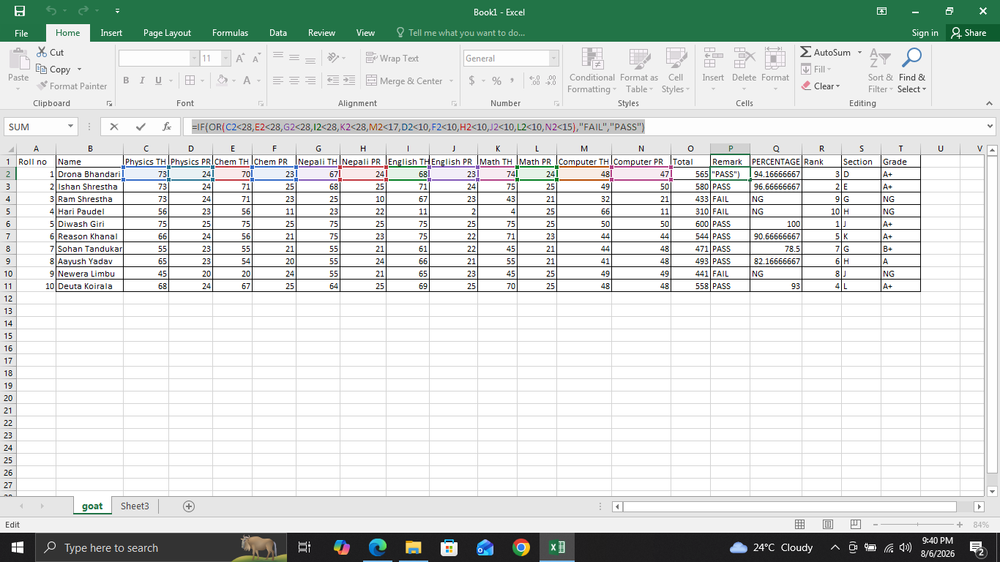 Book1 - Excel
File Home Insert Page Layout Formulas Data Review View Tell me what you want to do... Sign in Share
Cut
Copy
Format Painter
Paste
Clipboard
11 A A
B I U A
Font
Wrap Text
Merge & Center
Alignment
General
$ % ,
Number
Conditional Formatting
Format as Table
Cell Styles
Styles
Insert Delete Format
Cells
AutoSum
Fill
Clear
Sort & Filter
Find & Select
Editing
SUM fx =IF(OR(C2<28,E2<28,G2<28,I2<28,K2<28,M2<17,D2<10,F2<10,H2<10,J2<10,L2<10,N2<15),"FAIL","PASS")
A B C D E F G H I J K L M N O P Q R S T U V
1 Roll no Name Physics TH Physics PR Chem TH Chem PR Nepali TH Nepali PR English TH English PR Math TH Math PR Computer TH Computer PR Total Remark PERCENTAGE Rank Section Grade
2 1 Drona Bhandari 73 24 70 23 67 24 68 23 74 24 48 47 565 "PASS") 94.16666667 3 D A+
3 2 Ishan Shrestha 73 24 71 25 68 25 71 24 75 25 49 50 580 PASS 96.66666667 2 E A+
4 3 Ram Shrestha 73 24 71 23 25 10 67 23 43 21 32 21 433 FAIL NG 9 G NG
5 4 Hari Paudel 56 23 56 11 23 22 11 2 4 25 66 11 310 FAIL NG 10 H NG
6 5 Diwash Giri 75 25 75 25 75 25 75 25 75 25 50 50 600 PASS 100 1 J A+
7 6 Reason Khanal 66 24 56 21 75 23 75 22 71 23 44 44 544 PASS 90.66666667 5 K A+
8 7 Sohan Tandukar 55 23 55 21 55 21 61 22 45 21 44 48 471 PASS 78.5 7 G B+
9 8 Aayush Yadav 65 23 54 20 55 24 66 21 55 21 41 48 493 PASS 82.16666667 6 H A
10 9 Newera Limbu 45 20 20 24 55 21 65 23 45 25 49 49 441 FAIL NG 8 J NG
11 10 Deuta Koirala 68 24 67 25 64 25 69 25 70 25 48 48 558 PASS 93 4 L A+
12
13
14
15
16
17
18
19
20
21
22
23
24
25
26
27
goat Sheet3
Edit 84%
Type here to search 24°C Cloudy 9:40 PM
8/6/2026
2